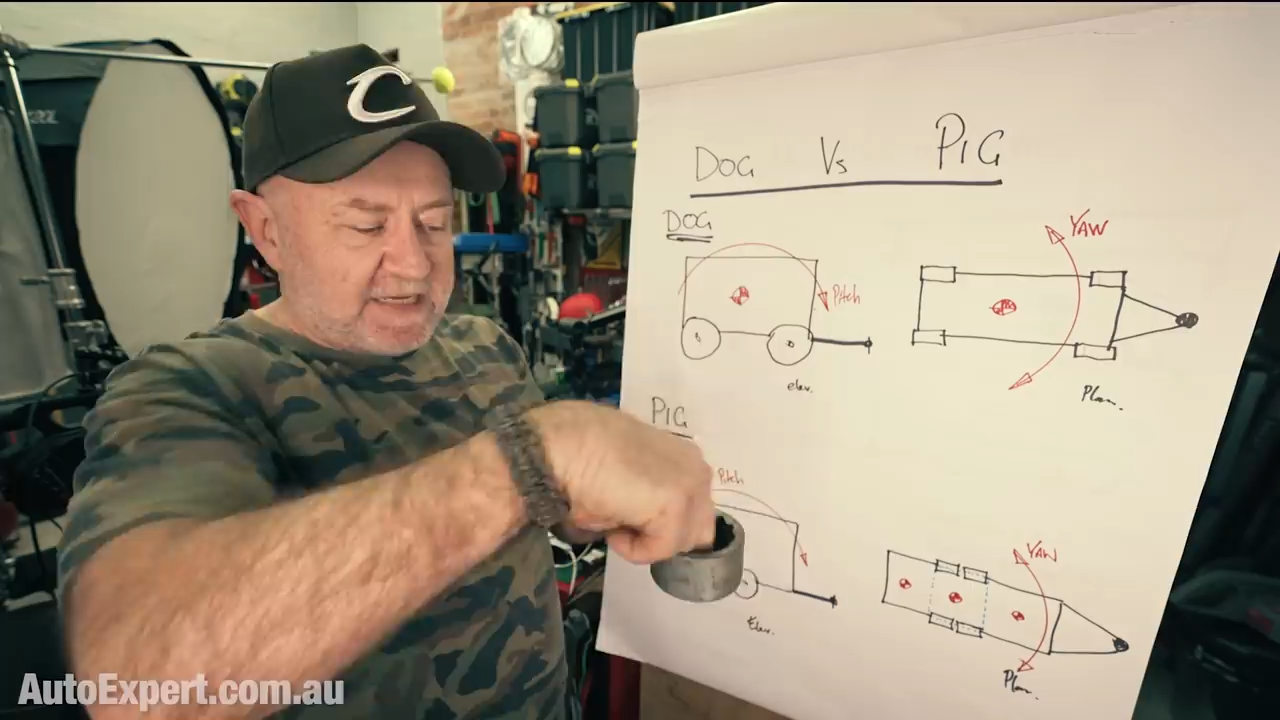 DOG Vs PIG
DOG
Pitch
elev.
YAW
Plan.
PIG
Pitch
Elev.
YAW
Plan.
C
AutoExpert.com.au